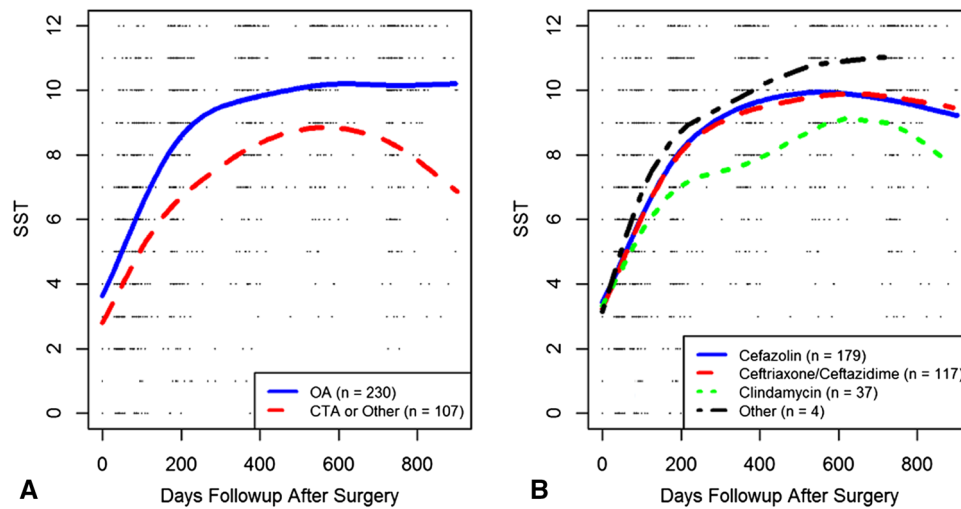 12
10
8
6
4
2
0
SST
OA (n = 230)
CTA or Other (n = 107)
0 200 400 600 800
Days Followup After Surgery
A
12
10
8
6
4
2
0
SST
Cefazolin (n = 179)
Ceftriaxone/Ceftazidime (n = 117)
Clindamycin (n = 37)
Other (n = 4)
0 200 400 600 800
Days Followup After Surgery
B